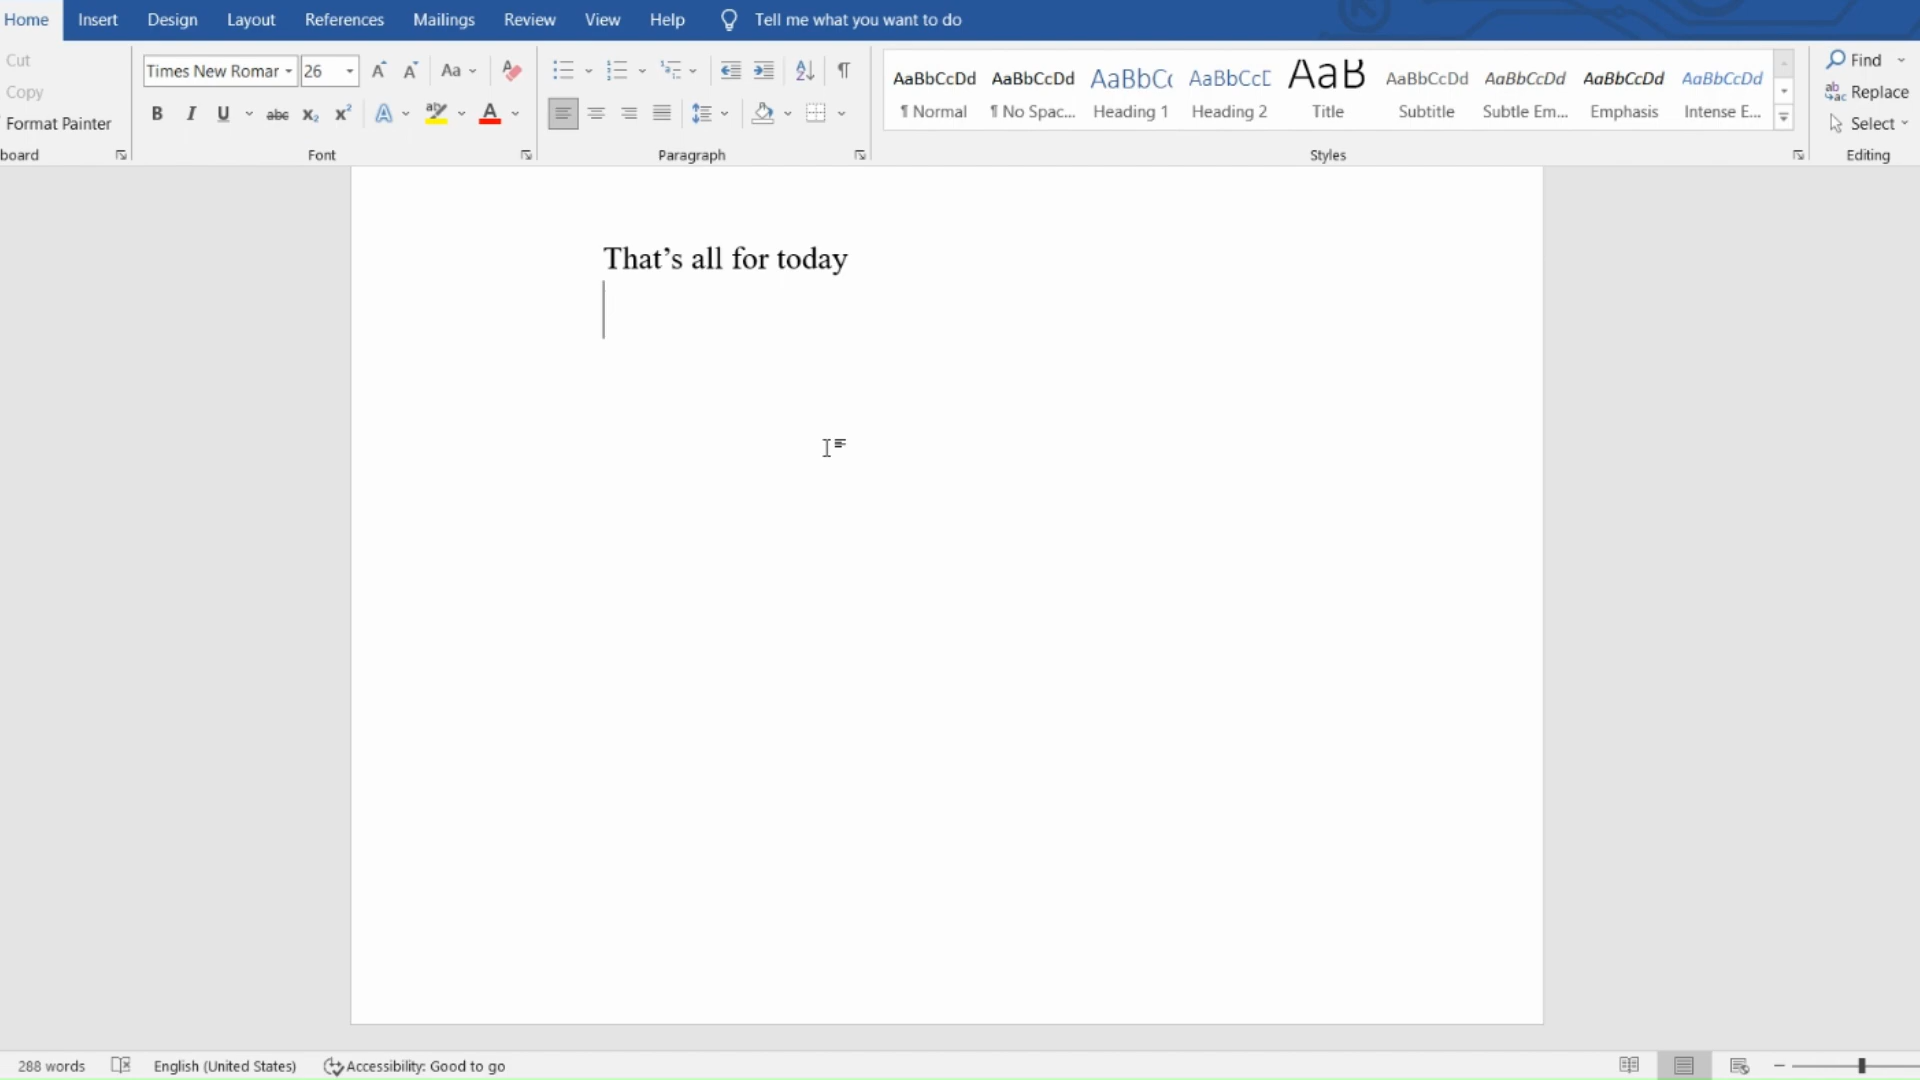 Home Insert Design Layout References Mailings Review View Help Tell me what you want to do
Cut
Copy
Format Painter
board
Times New Romar 26 Aa
B I U abc x₂ x² A A
Font
Paragraph
AaBbCcDd AaBbCcDd AaBbC AaBbCcD AaB AaBbCcDd AaBbCcDd AaBbCcDd AaBbCcDd
¶ Normal ¶ No Spac... Heading 1 Heading 2 Title Subtitle Subtle Em... Emphasis Intense E...
Styles
Find
Replace
Select
Editing
That’s all for today
288 words English (United States) Accessibility: Good to go